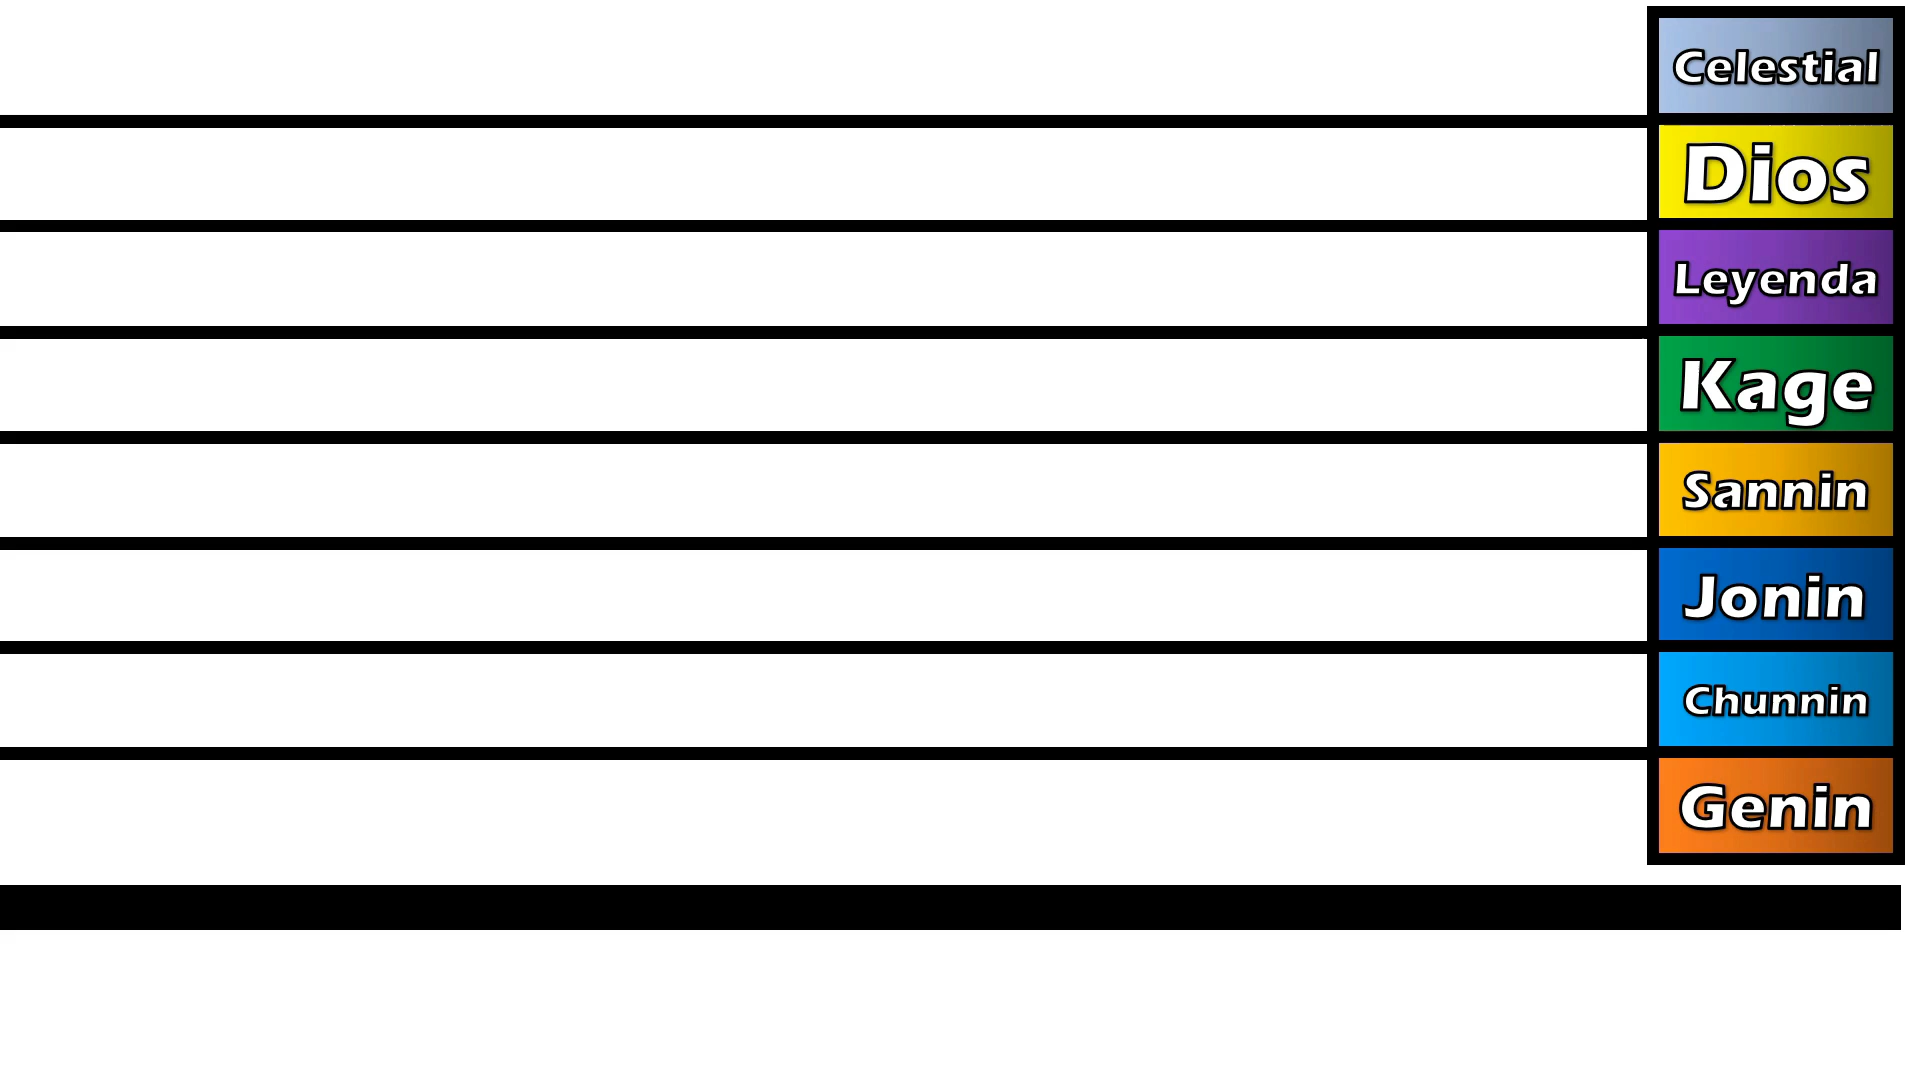 Celestial
Dios
Leyenda
Kage
Sannin
Jonin
Chunnin
Genin